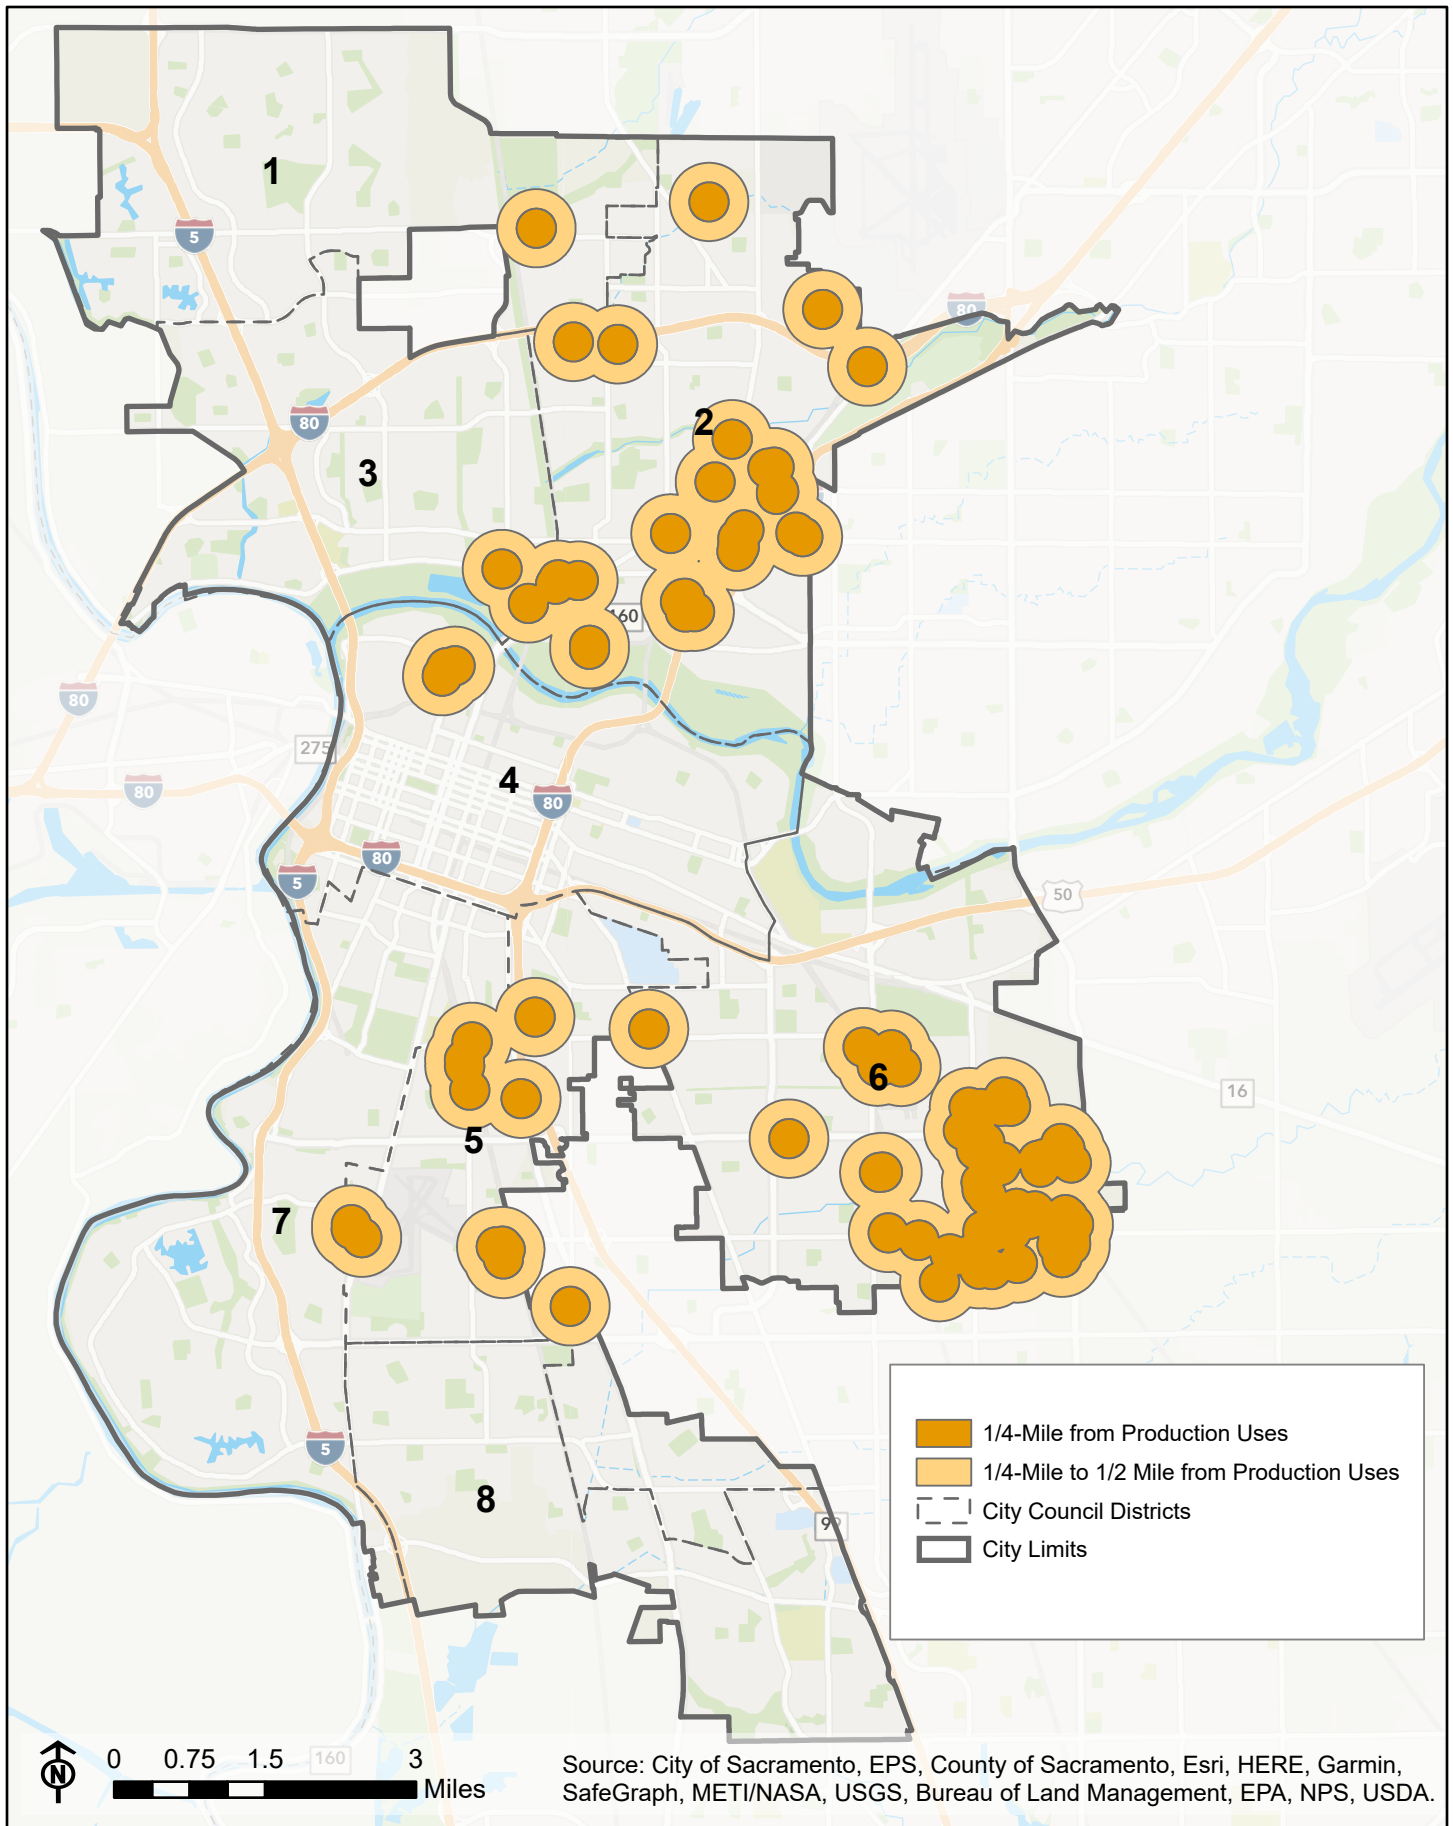 1
5
80
80
2
3
160
80
275
4
80
80
80
5
50
6
16
5
7
1/4-Mile from Production Uses
1/4-Mile to 1/2 Mile from Production Uses
City Council Districts
City Limits
5
8
0 0.75 1.5 3
Miles
N
160
Source: City of Sacramento, EPS, County of Sacramento, Esri, HERE, Garmin,
SafeGraph, METI/NASA, USGS, Bureau of Land Management, EPA, NPS, USDA.